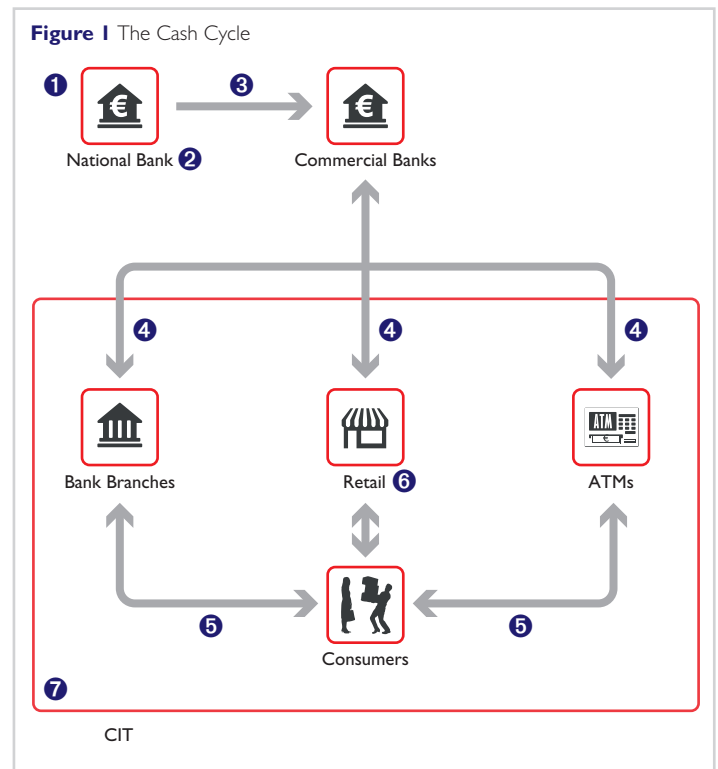 Figure 1 The Cash Cycle
1 3
€ €
National Bank 2 Commercial Banks
4 4 4
ATM
€
Bank Branches Retail 6 ATMs
5 5
Consumers
7
CIT